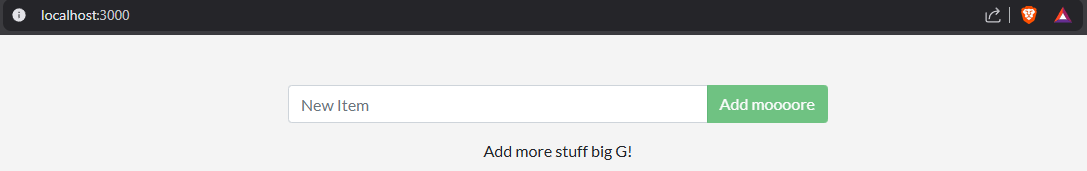 localhost:3000
New Item
Add moooore
Add more stuff big G!